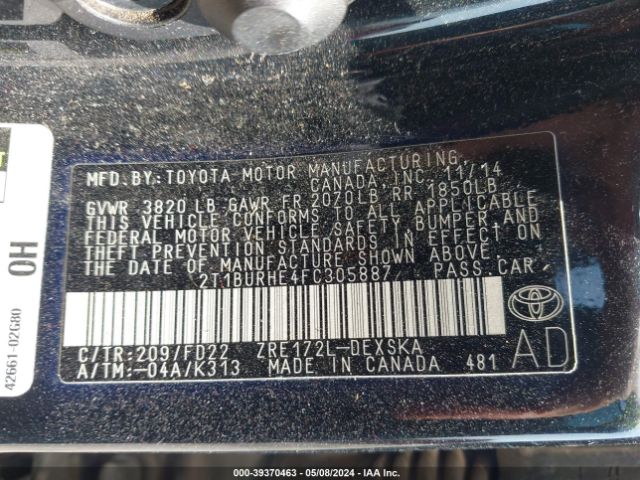 MFD.BY:TOYOTA MOTOR MANUFACTURING,
CANADA,INC. 11/14
GVWR 3820 LB GAWR FR 2070LB RR 1850LB
THIS VEHICLE CONFORMS TO ALL APPLICABLE
FEDERAL MOTOR VEHICLE SAFETY, BUMPER AND
THEFT PREVENTION STANDARDS IN EFFECT ON
THE DATE OF MANUFACTURE SHOWN ABOVE.
2T1BURHE4FC305887 PASS.CAR
C/TR:209/FD22 ZRE172L-DEXSKA
A/TM:-04A/K313 MADE IN CANADA 481
AD
TOYOTA
0H
42661-02G80
000-39370463 - 05/08/2024 - IAA Inc.